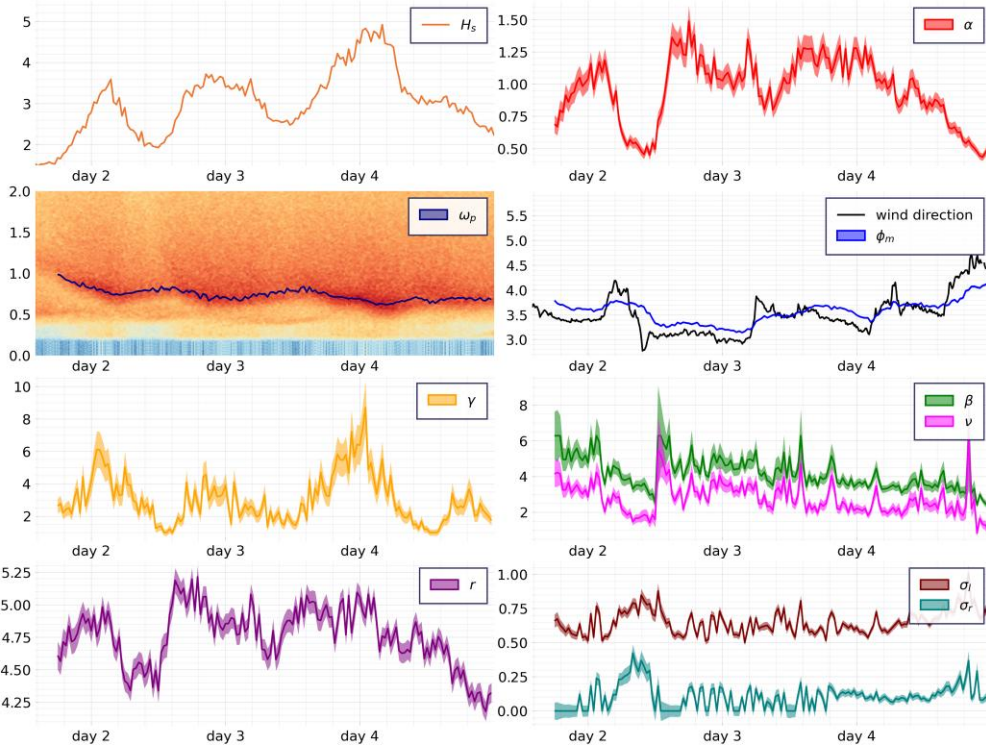 5
4
3
2
H_s
day 2 day 3 day 4
1.50
1.25
1.00
0.75
0.50
α
day 2 day 3 day 4
2.0
1.5
1.0
0.5
0.0
ω_p
day 2 day 3 day 4
5.5
5.0
4.5
4.0
3.5
3.0
wind direction
ϕ_m
day 2 day 3 day 4
10
8
6
4
2
γ
day 2 day 3 day 4
8
6
4
2
β
ν
day 2 day 3 day 4
5.25
5.00
4.75
4.50
4.25
r
day 2 day 3 day 4
1.00
0.75
0.50
0.25
0.00
σ_l
σ_r
day 2 day 3 day 4